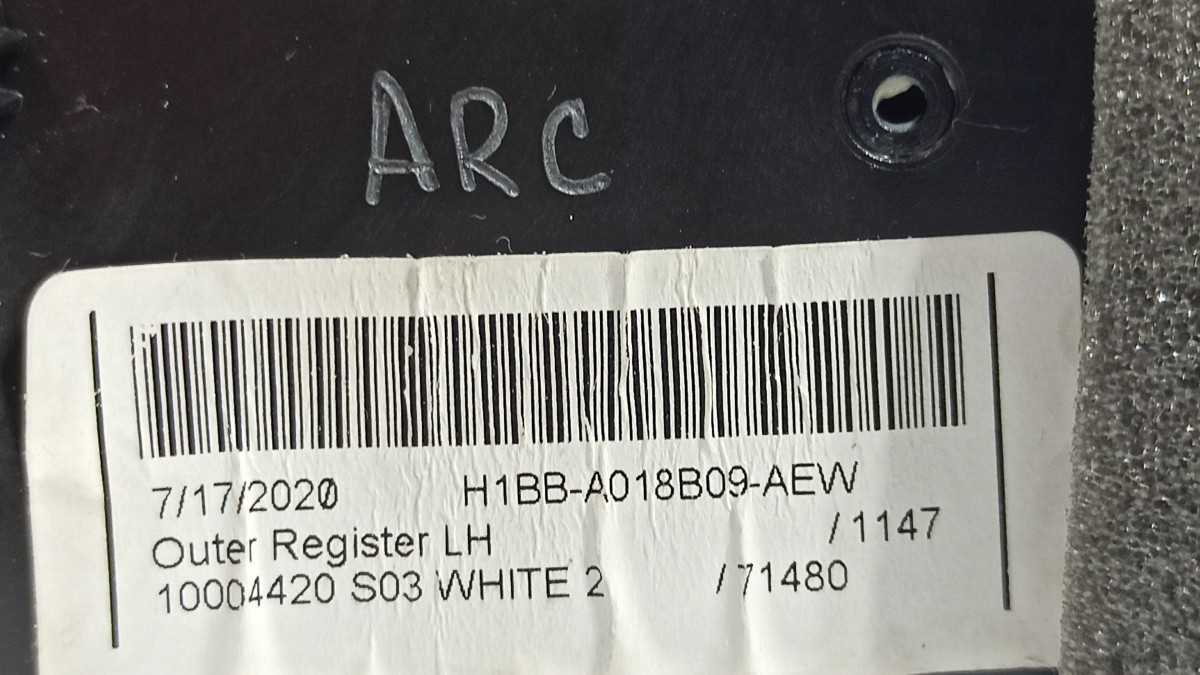 ARC
7/17/2020 H1BB-A018B09-AEW
Outer Register LH / 1147
10004420 S03 WHITE 2 / 71480